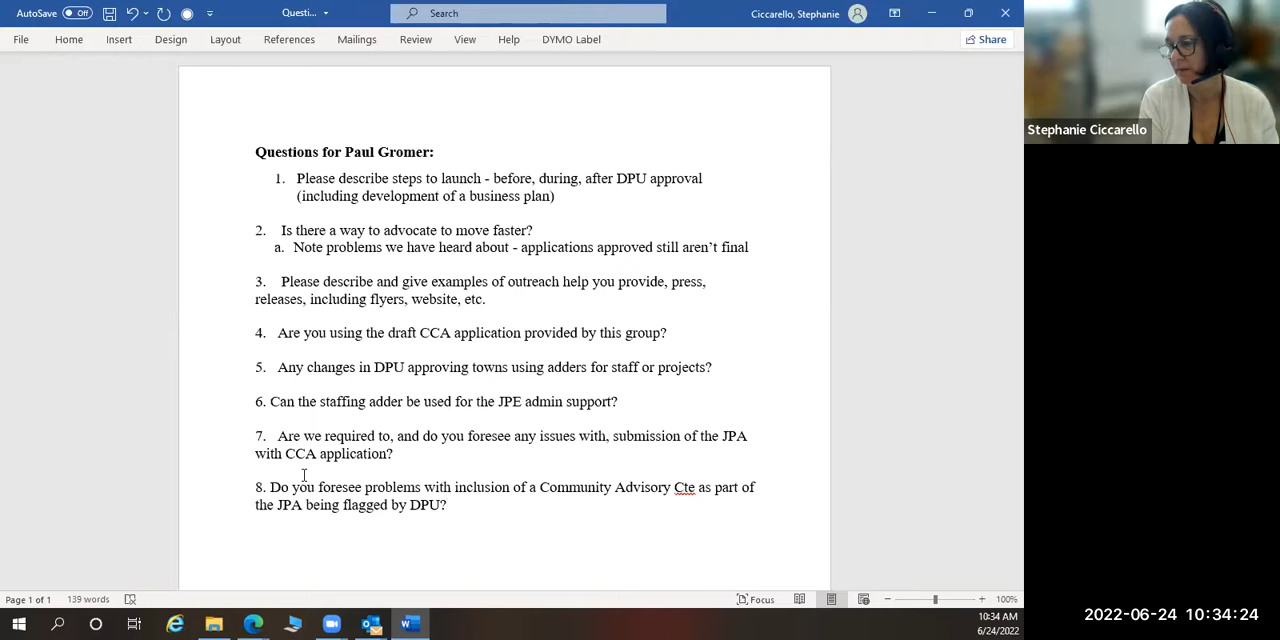 AutoSave Off Questi... Search Ciccarello, Stephanie
File Home Insert Design Layout References Mailings Review View Help DYMO Label Share
Questions for Paul Gromer:
1. Please describe steps to launch - before, during, after DPU approval
(including development of a business plan)
2. Is there a way to advocate to move faster?
a. Note problems we have heard about - applications approved still aren't final
3. Please describe and give examples of outreach help you provide, press,
releases, including flyers, website, etc.
4. Are you using the draft CCA application provided by this group?
5. Any changes in DPU approving towns using adders for staff or projects?
6. Can the staffing adder be used for the JPE admin support?
7. Are we required to, and do you foresee any issues with, submission of the JPA
with CCA application?
8. Do you foresee problems with inclusion of a Community Advisory Cte as part of
the JPA being flagged by DPU?
Page 1 of 1 139 words Focus 100%
10:34 AM
6/24/2022
Stephanie Ciccarello
2022-06-24 10:34:24